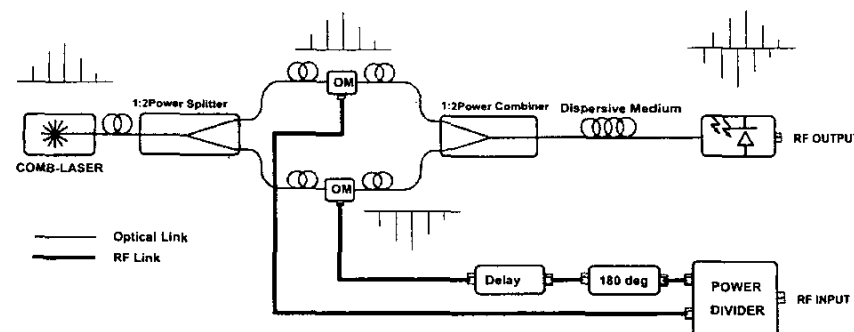 1:2Power Splitter
OM
1:2Power Combiner
Dispersive Medium
COMB-LASER
RF OUTPUT
OM
Optical Link
RF Link
Delay
180 deg
POWER
DIVIDER
RF INPUT